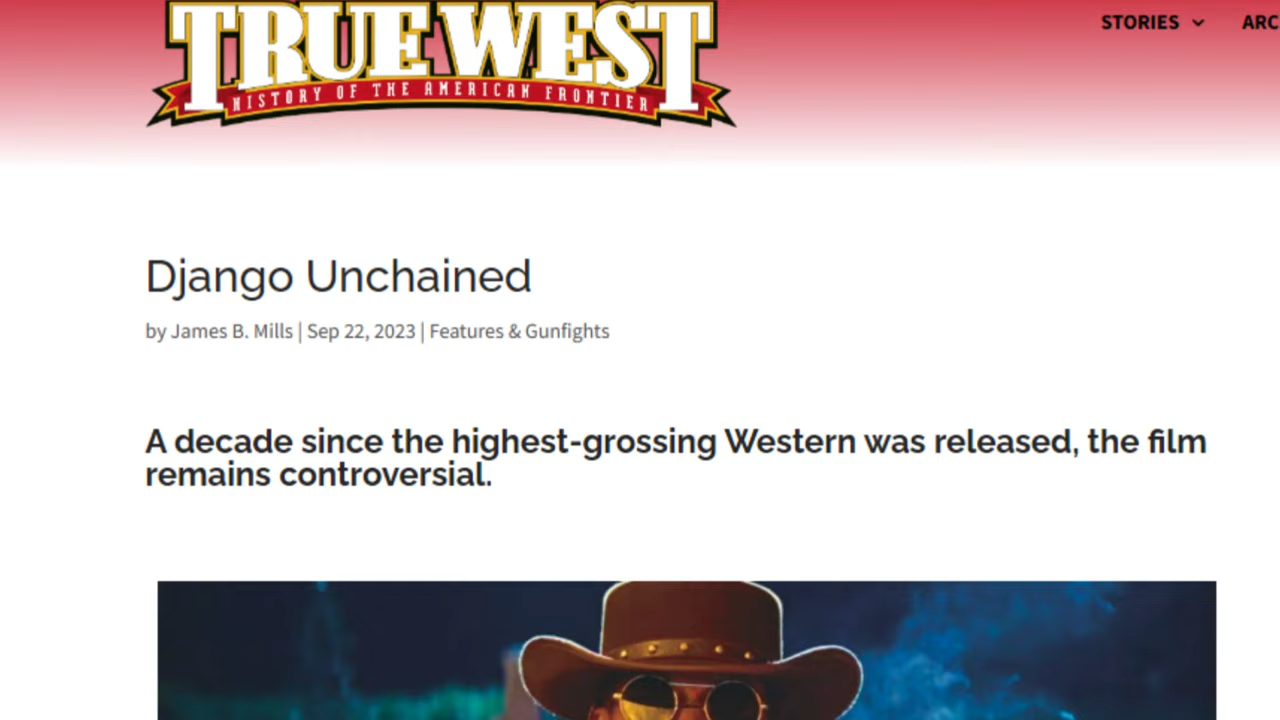 TRUE WEST
HISTORY OF THE AMERICAN FRONTIER
STORIES
ARC
Django Unchained
by James B. Mills | Sep 22, 2023 | Features & Gunfights
A decade since the highest-grossing Western was released, the film
remains controversial.